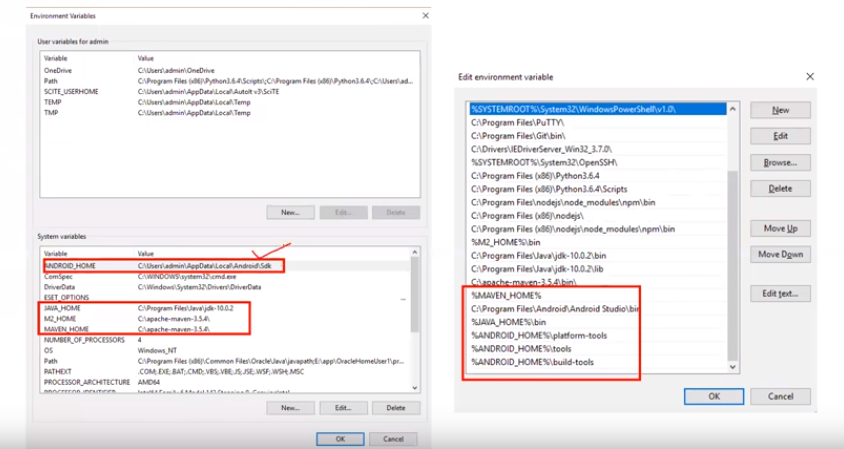 Environment Variables
User variables for admin
Variable Value
OneDrive C:\Users\admin\OneDrive
Path C:\Program Files (x86)\Python3.6.4\Scripts\;C:\Program Files (x86)\Python3.6.4\;C:\Users\ad...
SCITE_USERHOME C:\Users\admin\AppData\Local\AutoIt v3\SciTE
TEMP C:\Users\admin\AppData\Local\Temp
TMP C:\Users\admin\AppData\Local\Temp
New... Edit... Delete
System variables
Variable Value
ANDROID_HOME C:\Users\admin\AppData\Local\Android\Sdk
ComSpec C:\WINDOWS\system32\cmd.exe
DriverData C:\Windows\System32\Drivers\DriverData
ESET_OPTIONS ...
JAVA_HOME C:\Program Files\Java\jdk-10.0.2
M2_HOME C:\apache-maven-3.5.4\
MAVEN_HOME C:\apache-maven-3.5.4\
NUMBER_OF_PROCESSORS 4
OS Windows_NT
Path C:\Program Files (x86)\Common Files\Oracle\Java\javapath;E:\app\OracleHomeUser1\pr...
PATHEXT .COM;.EXE;.BAT;.CMD;.VBS;.VBE;.JS;.JSE;.WSF;.WSH;.MSC
PROCESSOR_ARCHITECTURE AMD64
New... Edit... Delete
OK Cancel
Edit environment variable
%SYSTEMROOT%\System32\WindowsPowerShell\v1.0\
C:\Program Files\PuTTY\
C:\Program Files\Git\bin\
C:\Drivers\IEDriverServer_Win32_3.7.0\
%SYSTEMROOT%\System32\OpenSSH\
C:\Program Files (x86)\Python3.6.4
C:\Program Files (x86)\Python3.6.4\Scripts
C:\Program Files\nodejs\node_modules\npm\bin
C:\Program Files (x86)\nodejs\
C:\Program Files (x86)\nodejs\node_modules\npm\bin
%M2_HOME%\bin
C:\Program Files\Java\jdk-10.0.2\bin
C:\Program Files\Java\jdk-10.0.2\lib
C:\apache-maven-3.5.4\bin\
%MAVEN_HOME%
C:\Program Files\Android\Android Studio\bin
%JAVA_HOME%\bin
%ANDROID_HOME%\platform-tools
%ANDROID_HOME%\tools
%ANDROID_HOME%\build-tools
New
Edit
Browse...
Delete
Move Up
Move Down
Edit text...
OK Cancel